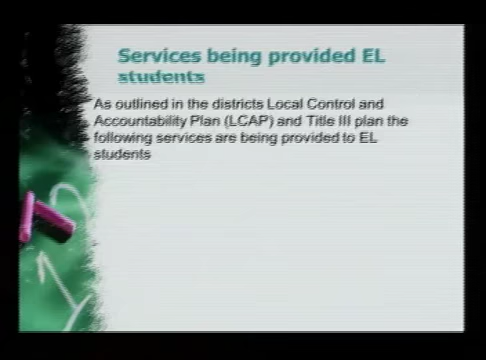 Services being provided EL
students
As outlined in the districts Local Control and
Accountability Plan (LCAP) and Title III plan the
following services are being provided to EL
students